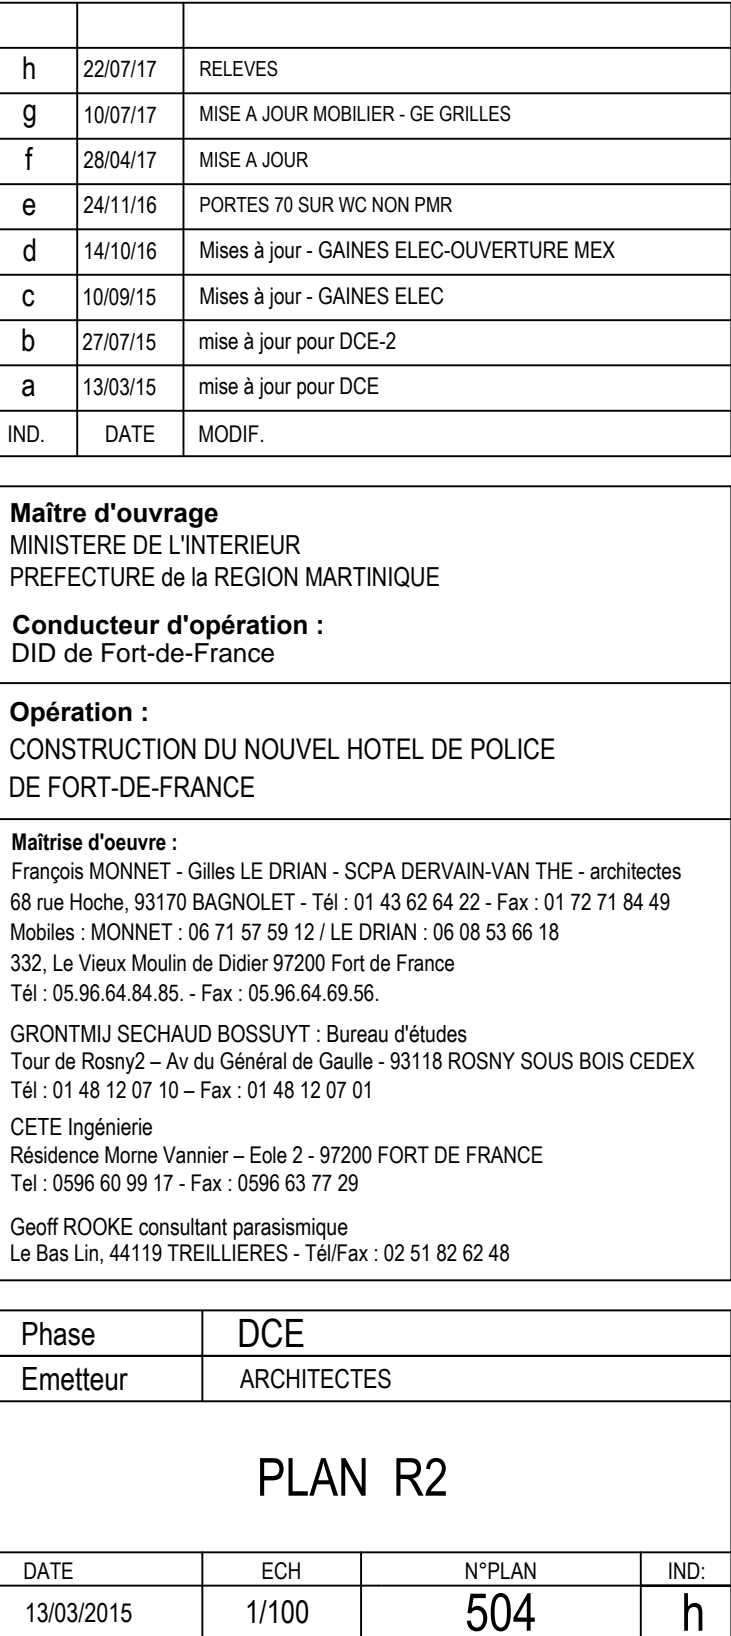 h 22/07/17 RELEVES
g 10/07/17 MISE A JOUR MOBILIER - GE GRILLES
f 28/04/17 MISE A JOUR
e 24/11/16 PORTES 70 SUR WC NON PMR
d 14/10/16 Mises à jour - GAINES ELEC-OUVERTURE MEX
c 10/09/15 Mises à jour - GAINES ELEC
b 27/07/15 mise à jour pour DCE-2
a 13/03/15 mise à jour pour DCE
IND. DATE MODIF.
Maître d'ouvrage
MINISTERE DE L'INTERIEUR
PREFECTURE de la REGION MARTINIQUE
Conducteur d'opération :
DID de Fort-de-France
Opération :
CONSTRUCTION DU NOUVEL HOTEL DE POLICE
DE FORT-DE-FRANCE
Maîtrise d'oeuvre :
François MONNET - Gilles LE DRIAN - SCPA DERVAIN-VAN THE - architectes
68 rue Hoche, 93170 BAGNOLET - Tél : 01 43 62 64 22 - Fax : 01 72 71 84 49
Mobiles : MONNET : 06 71 57 59 12 / LE DRIAN : 06 08 53 66 18
332, Le Vieux Moulin de Didier 97200 Fort de France
Tél : 05.96.64.84.85. - Fax : 05.96.64.69.56.
GRONTMIJ SECHAUD BOSSUYT : Bureau d'études
Tour de Rosny2 – Av du Général de Gaulle - 93118 ROSNY SOUS BOIS CEDEX
Tél : 01 48 12 07 10 – Fax : 01 48 12 07 01
CETE Ingénierie
Résidence Morne Vannier – Eole 2 - 97200 FORT DE FRANCE
Tel : 0596 60 99 17 - Fax : 0596 63 77 29
Geoff ROOKE consultant parasismique
Le Bas Lin, 44119 TREILLIERES - Tél/Fax : 02 51 82 62 48
Phase DCE
Emetteur ARCHITECTES
PLAN R2
DATE ECH N°PLAN IND:
13/03/2015 1/100 504 h